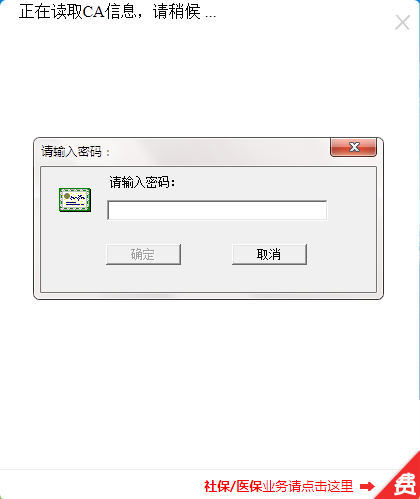 正在读取CA信息，请稍候 ...
请输入密码：
请输入密码：
确定
取消
社保/医保业务请点击这里
费